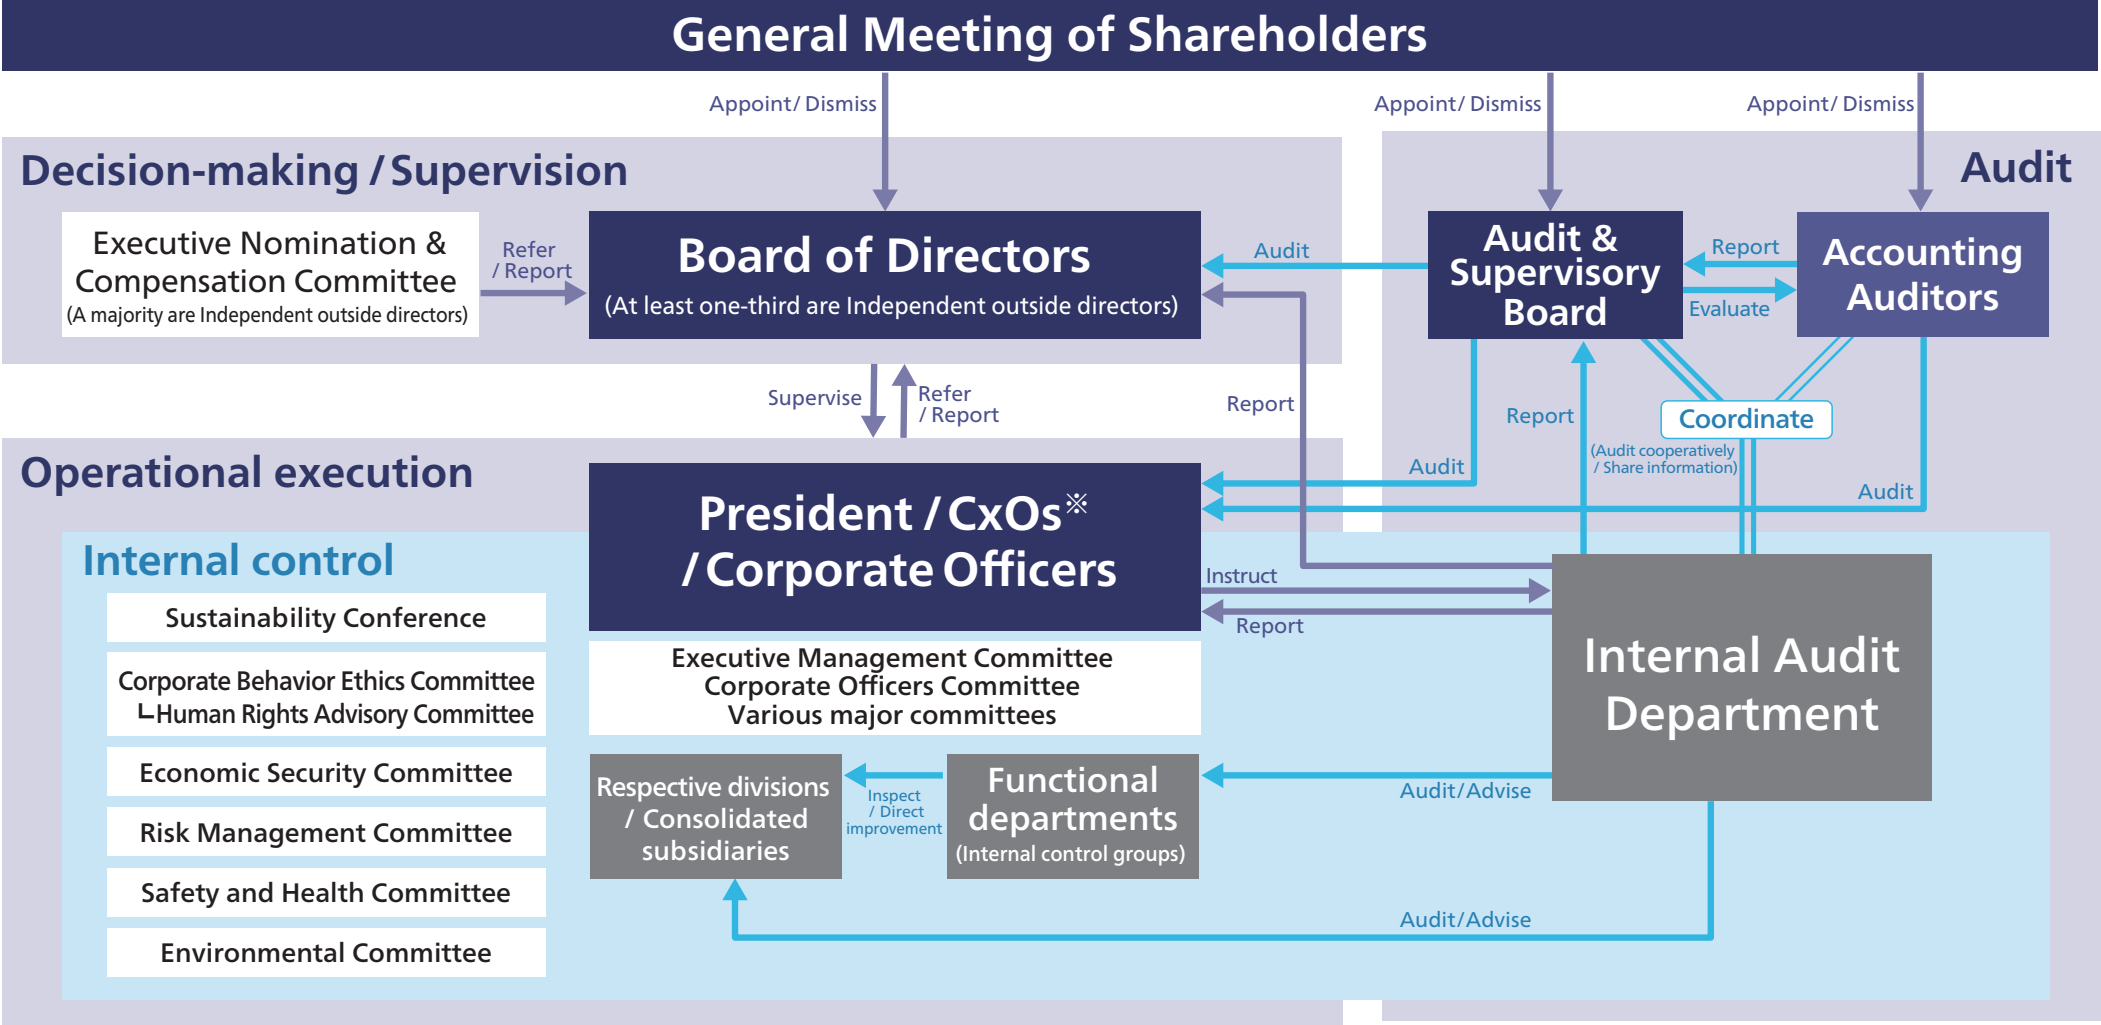 General Meeting of Shareholders
Appoint/ Dismiss
Appoint/ Dismiss
Appoint/ Dismiss
Decision-making / Supervision
Audit
Executive Nomination &
Compensation Committee
(A majority are Independent outside directors)
Refer
/ Report
Board of Directors
(At least one-third are Independent outside directors)
Audit
Audit &
Supervisory
Board
Report
Evaluate
Accounting
Auditors
Supervise
Refer
/ Report
Report
Report
Coordinate
(Audit cooperatively
/ Share information)
Audit
Audit
Operational execution
President / CxOs※
/ Corporate Officers
Internal control
Sustainability Conference
Corporate Behavior Ethics Committee
┗Human Rights Advisory Committee
Economic Security Committee
Risk Management Committee
Safety and Health Committee
Environmental Committee
Instruct
Report
Executive Management Committee
Corporate Officers Committee
Various major committees
Internal Audit
Department
Respective divisions
/ Consolidated
subsidiaries
Inspect
/ Direct
improvement
Functional
departments
(Internal control groups)
Audit/Advise
Audit/Advise